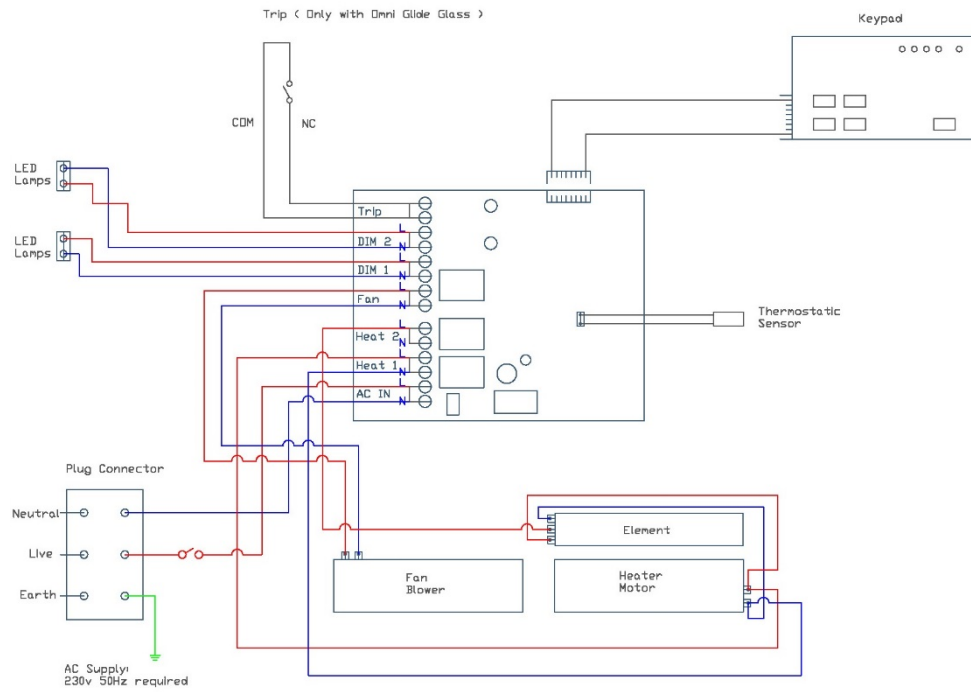 Trip ( Only with Omni Glide Glass )
Keypad
COM
NC
LED
Lamps
Trip
L
DIM 2
N
LED
Lamps
L
DIM 1
N
L
Fan
N
Thermostatic
Sensor
L
Heat 2
N
L
Heat 1
N
L
AC IN
N
Plug Connector
Neutral
Live
Earth
Element
Fan
Blower
Heater
Motor
AC Supply:
230v 50Hz required